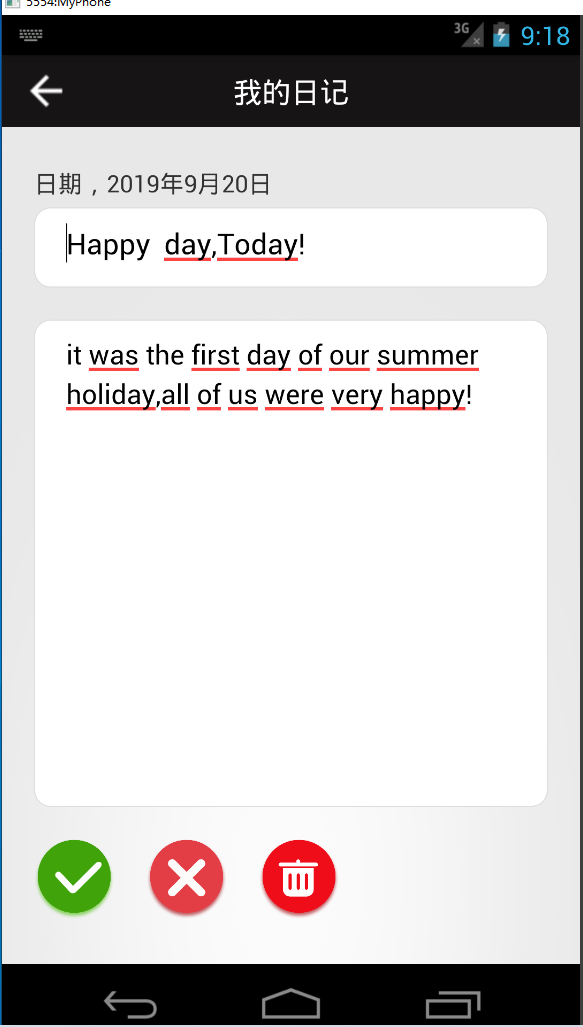 5554:MyPhone
3G 9:18
我的日记
日期，2019年9月20日
Happy  day,Today!
it was the first day of our summer
holiday,all of us were very happy!